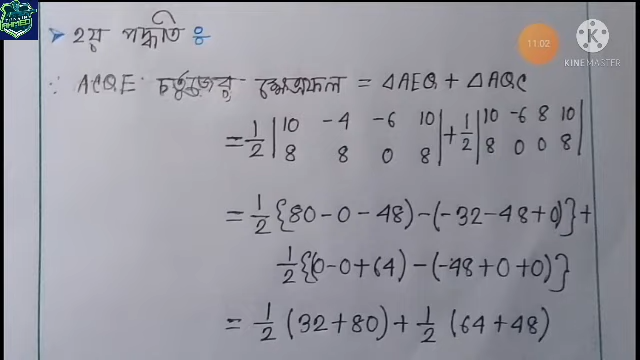 ➤ ২য় পদ্ধতি ঃ
11.02
KINEMASTER
∵ ACQE চর্তুভুজের ক্ষেত্রফল = ΔAEQ + ΔAQC
= 1/2 | 10 -4 -6 10 | + 1/2 | 10 -6 8 10 |
| 8 8 0 8 | | 8 0 0 8 |
= 1/2 {80-0-48) - (-32-48+0)} +
1/2 {(0-0+64) - (-48+0+0)}
= 1/2 (32+80) + 1/2 (64+48)